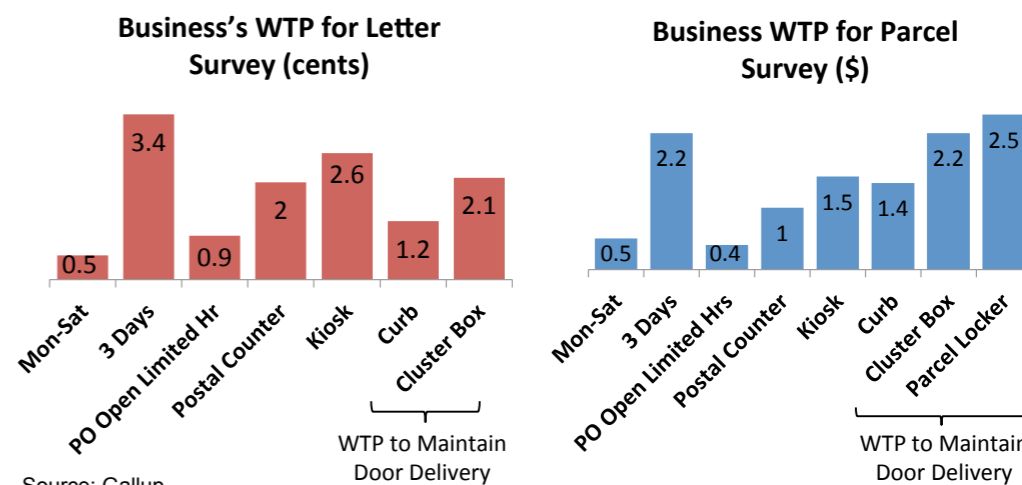 Business's WTP for Letter
Survey (cents)
0.5
3.4
0.9
2
2.6
1.2
2.1
Mon-Sat
3 Days
PO Open Limited Hr
Postal Counter
Kiosk
Curb
Cluster Box
WTP to Maintain
Door Delivery
Business WTP for Parcel
Survey ($)
0.5
2.2
0.4
1
1.5
1.4
2.2
2.5
Mon-Sat
3 Days
PO Open Limited Hrs
Postal Counter
Kiosk
Curb
Cluster Box
Parcel Locker
WTP to Maintain
Door Delivery
Source: Gallup